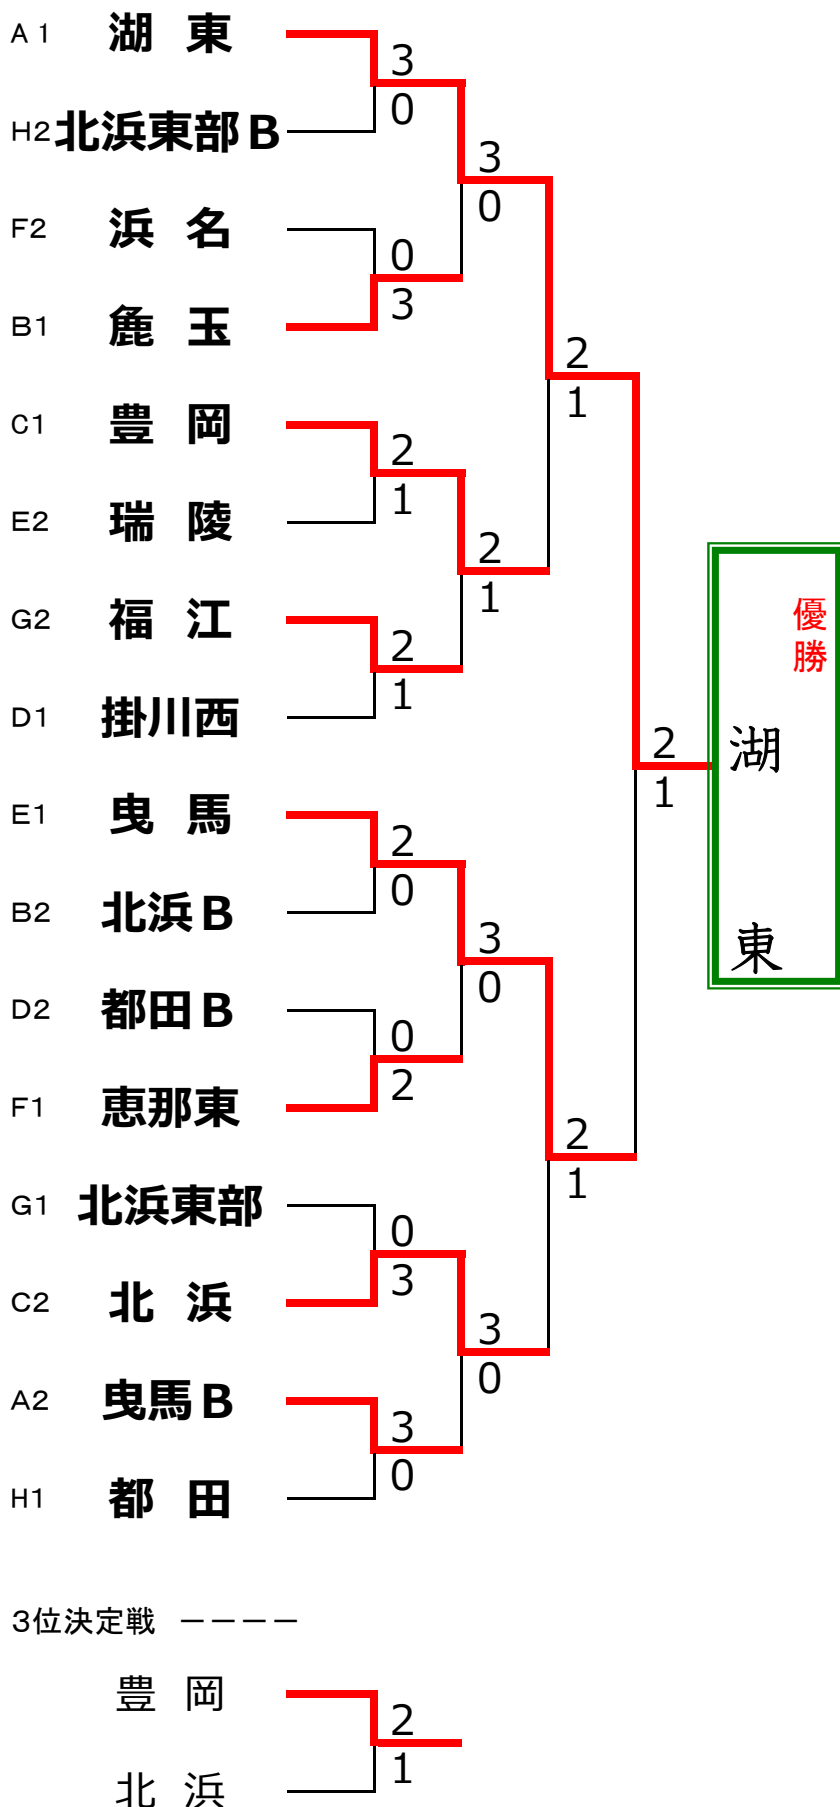 A1 湖 東
3
0
H2 北浜東部B
3
0
F2 浜 名
0
3
B1 麁 玉
2
1
C1 豊 岡
2
1
E2 瑞 陵
2
1
G2 福 江
2
1
D1 掛川西
優勝
湖東
2
1
E1 曳 馬
2
0
B2 北浜B
3
0
D2 都田B
0
2
F1 恵那東
2
1
G1 北浜東部
0
3
C2 北 浜
3
0
A2 曳馬B
3
0
H1 都 田
3位決定戦 ーーーー
豊 岡
2
1
北 浜